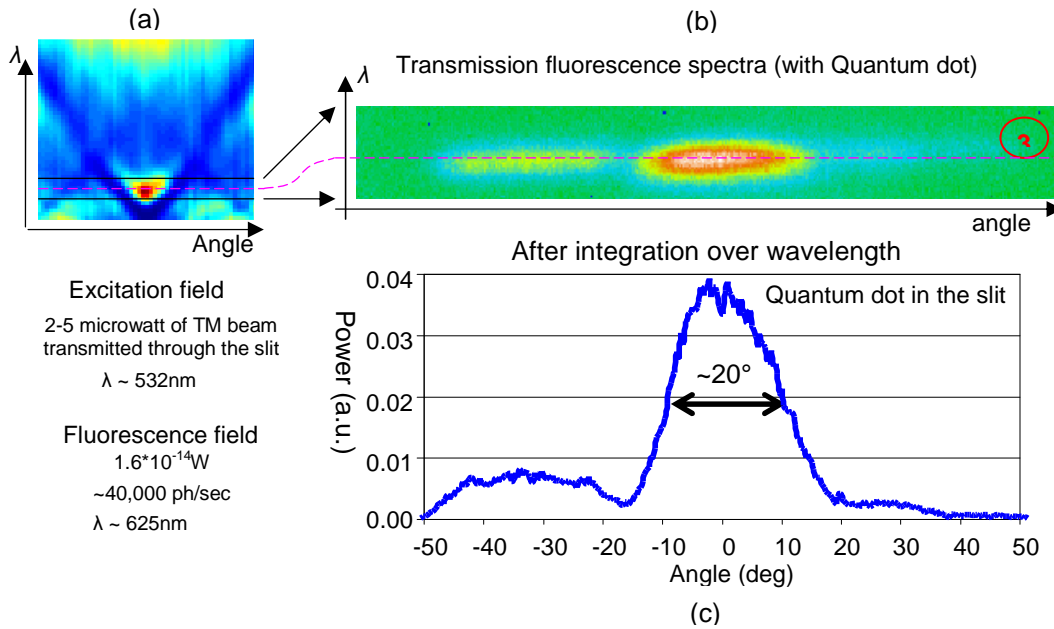 (a)
(b)
λ
λ
Transmission fluorescence spectra (with Quantum dot)
Angle
angle
After integration over wavelength
Excitation field
2-5 microwatt of TM beam
transmitted through the slit
λ ~ 532nm
Fluorescence field
1.6*10⁻¹⁴W
~40,000 ph/sec
λ ~ 625nm
Power (a.u.)
0.04
0.03
0.02
0.01
0.00
Quantum dot in the slit
~20°
-50 -40 -30 -20 -10 0 10 20 30 40 50
Angle (deg)
(c)